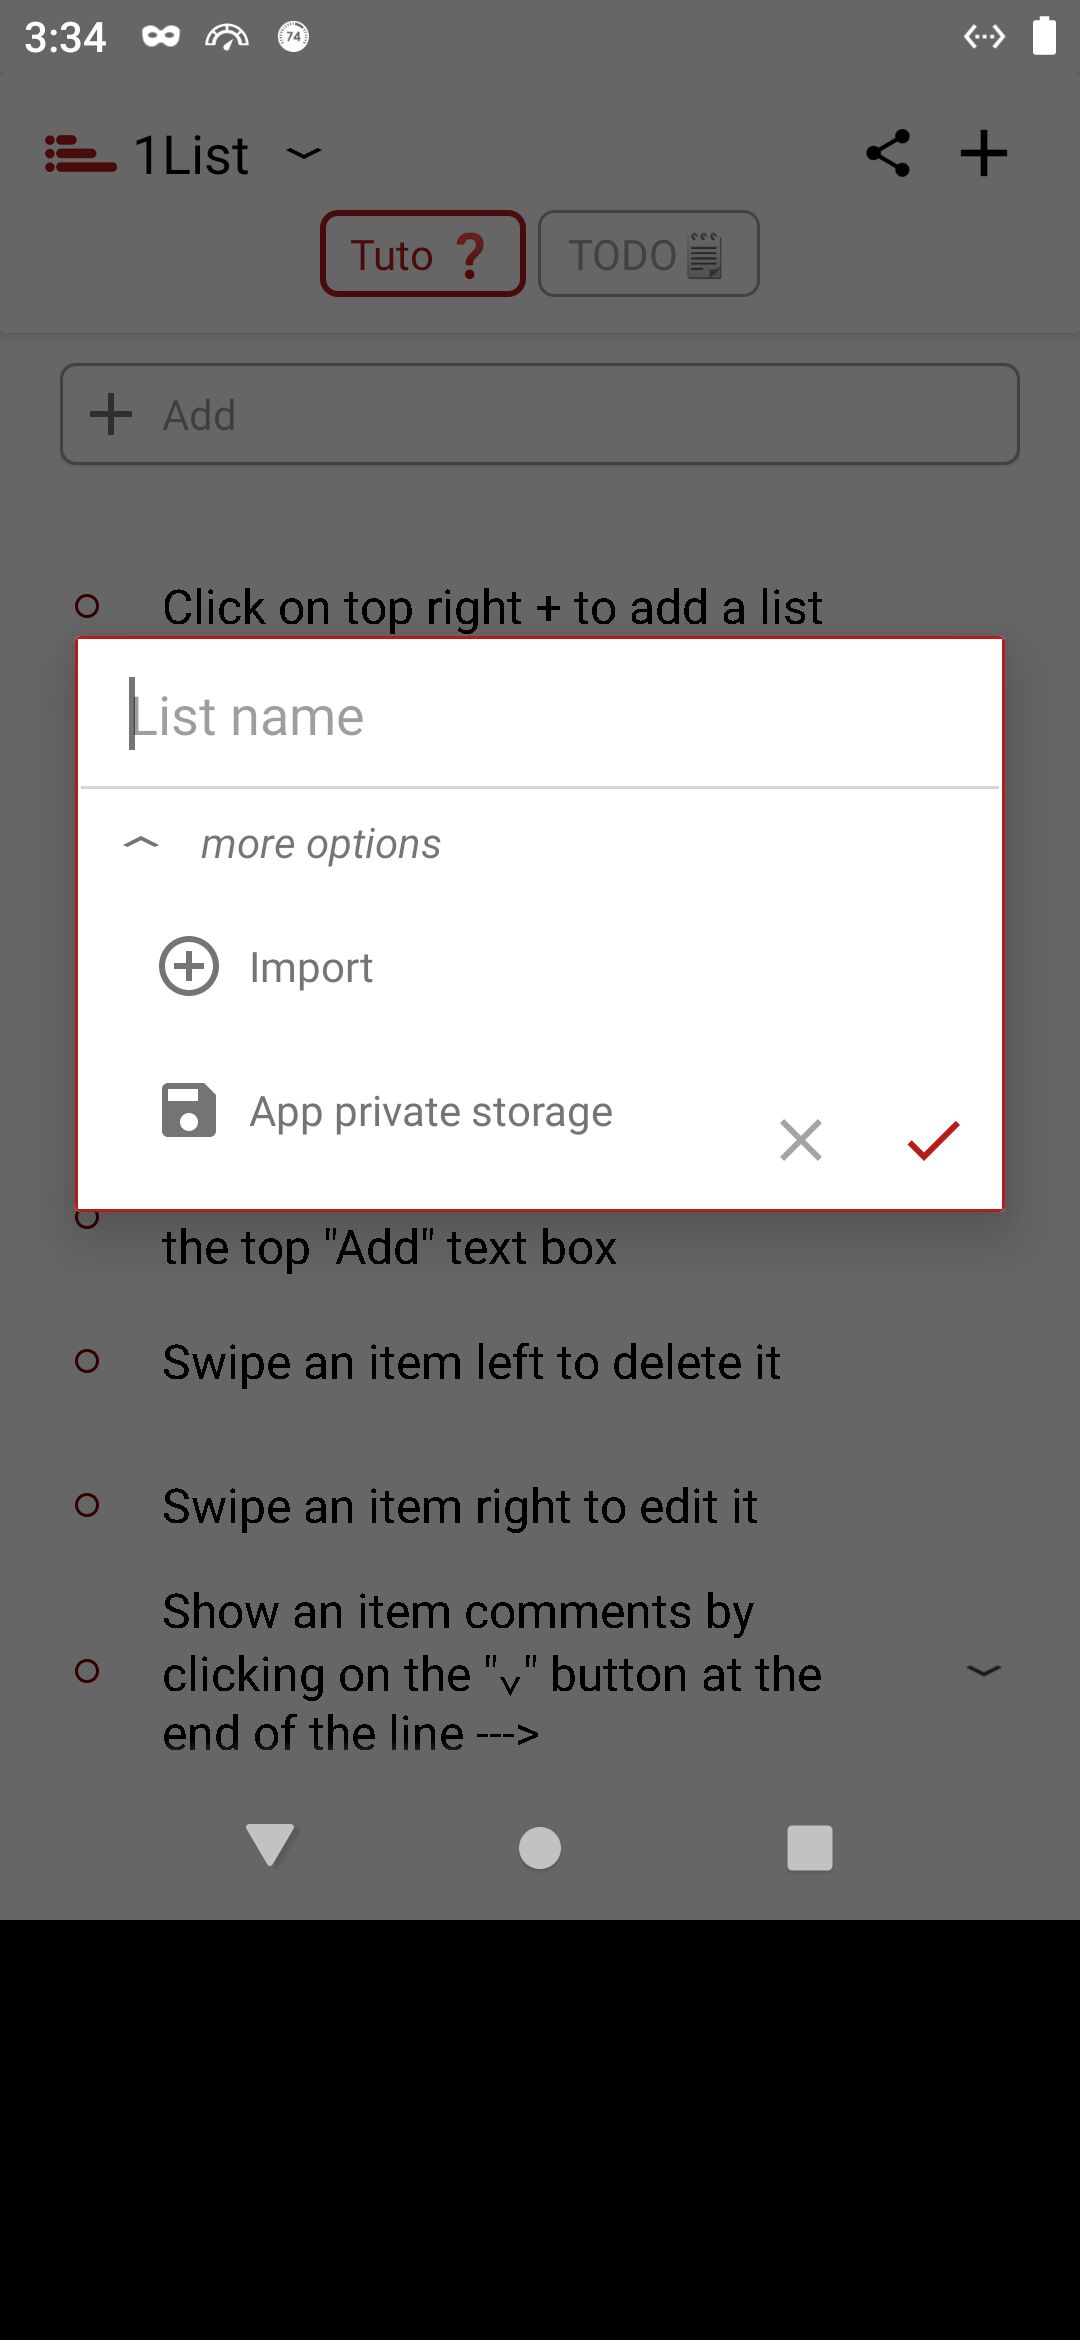 3:34
74
1List
Tuto ❓
TODO
Add
Click on top right + to add a list
List name
more options
Import
App private storage
the top "Add" text box
Swipe an item left to delete it
Swipe an item right to edit it
Show an item comments by
clicking on the "˅" button at the
end of the line --->